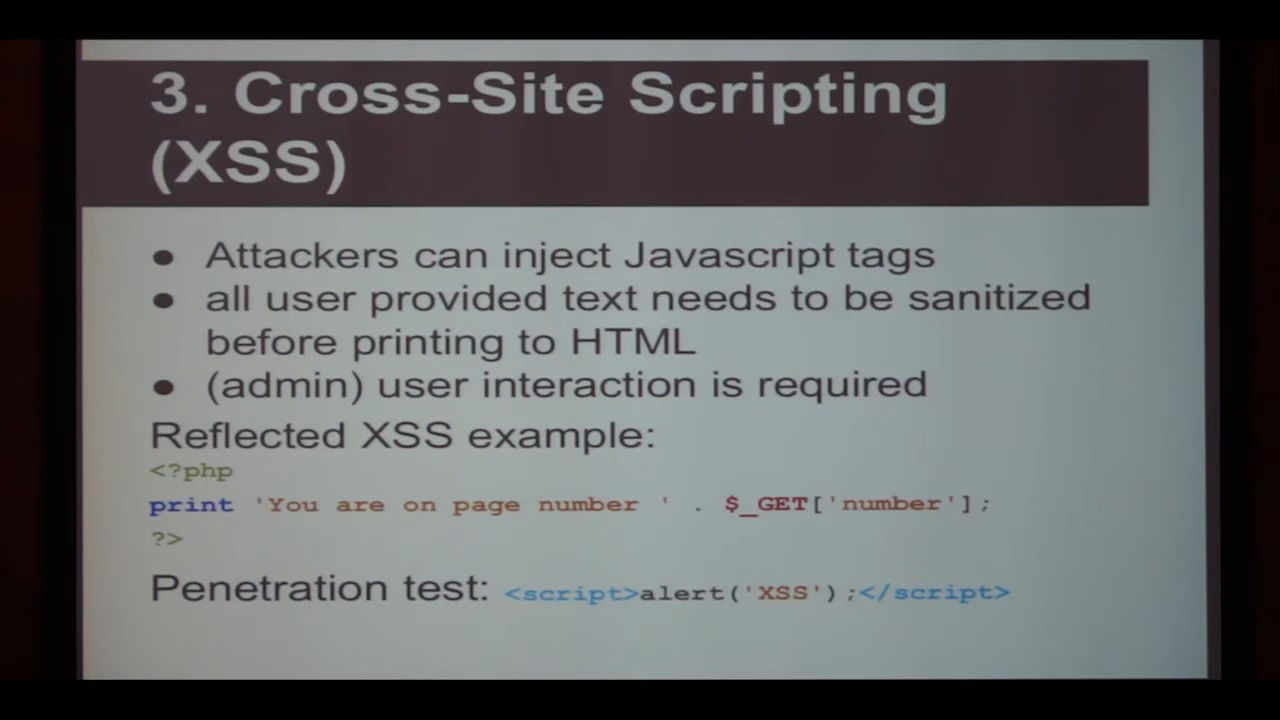 3. Cross-Site Scripting
(XSS)
● Attackers can inject Javascript tags
● all user provided text needs to be sanitized
before printing to HTML
● (admin) user interaction is required
Reflected XSS example:
<?php
print 'You are on page number ' . $_GET['number'];
?>
Penetration test: <script>alert('XSS');</script>